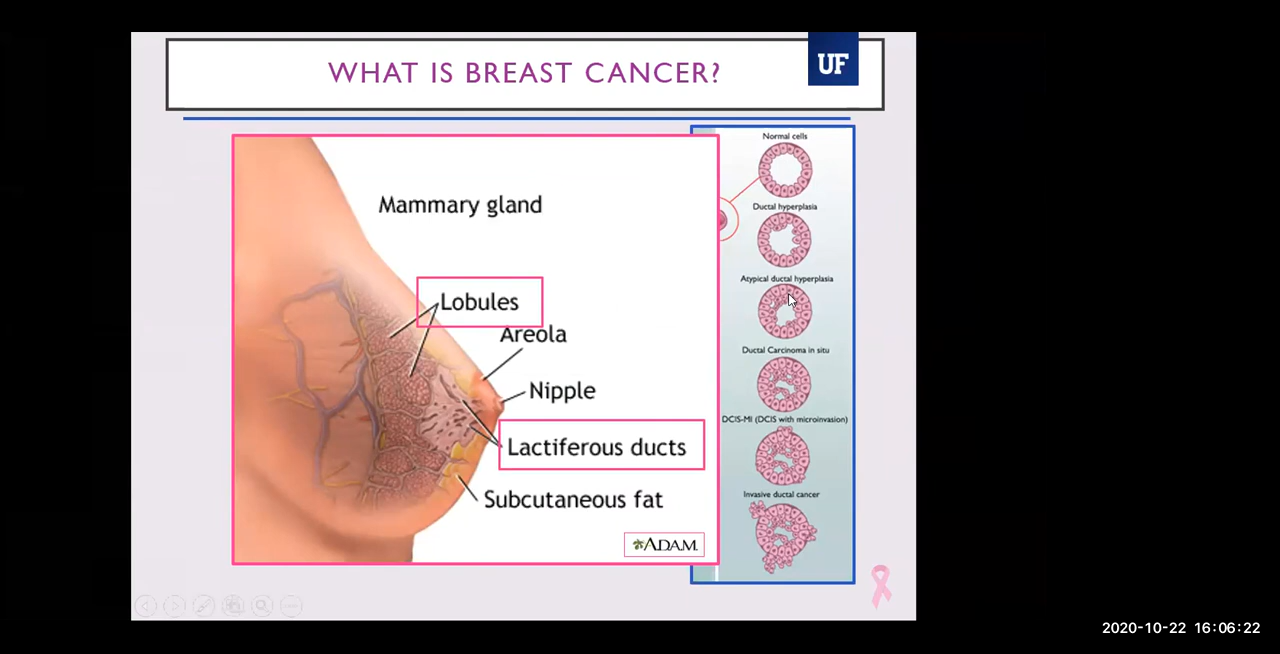 WHAT IS BREAST CANCER?
UF
Mammary gland
Lobules
Areola
Nipple
Lactiferous ducts
Subcutaneous fat
A.D.A.M.
Normal cells
Ductal hyperplasia
Atypical ductal hyperplasia
Ductal Carcinoma in situ
DCIS-MI (DCIS with microinvasion)
Invasive ductal cancer
2020-10-22 16:06:22